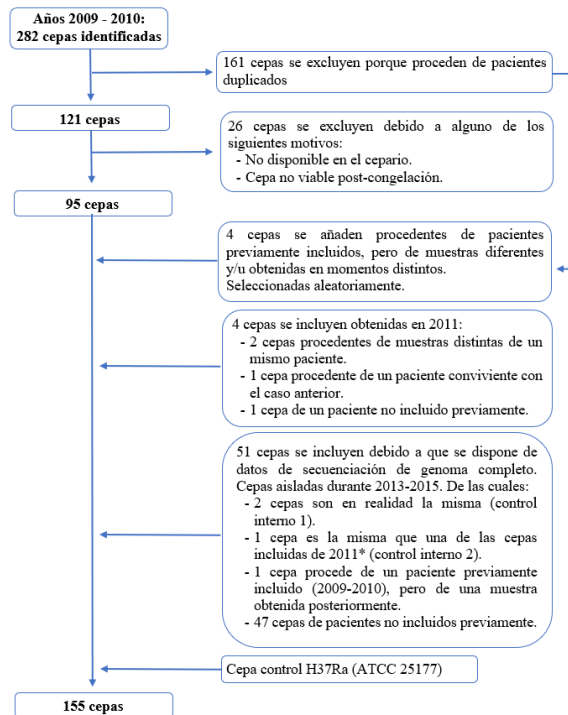 Años 2009 - 2010:
282 cepas identificadas
161 cepas se excluyen porque proceden de pacientes
duplicados
121 cepas
26 cepas se excluyen debido a alguno de los
siguientes motivos:
- No disponible en el cepario.
- Cepa no viable post-congelación.
95 cepas
4 cepas se añaden procedentes de pacientes
previamente incluidos, pero de muestras diferentes
y/u obtenidas en momentos distintos.
Seleccionadas aleatoriamente.
4 cepas se incluyen obtenidas en 2011:
- 2 cepas procedentes de muestras distintas de un
mismo paciente.
- 1 cepa procedente de un paciente conviviente con
el caso anterior.
- 1 cepa de un paciente no incluido previamente.
51 cepas se incluyen debido a que se dispone de
datos de secuenciación de genoma completo.
Cepas aisladas durante 2013-2015. De las cuales:
- 2 cepas son en realidad la misma (control
interno 1).
- 1 cepa es la misma que una de las cepas
incluidas de 2011* (control interno 2).
- 1 cepa procede de un paciente previamente
incluido (2009-2010), pero de una muestra
obtenida posteriormente.
- 47 cepas de pacientes no incluidos previamente.
Cepa control H37Ra (ATCC 25177)
155 cepas